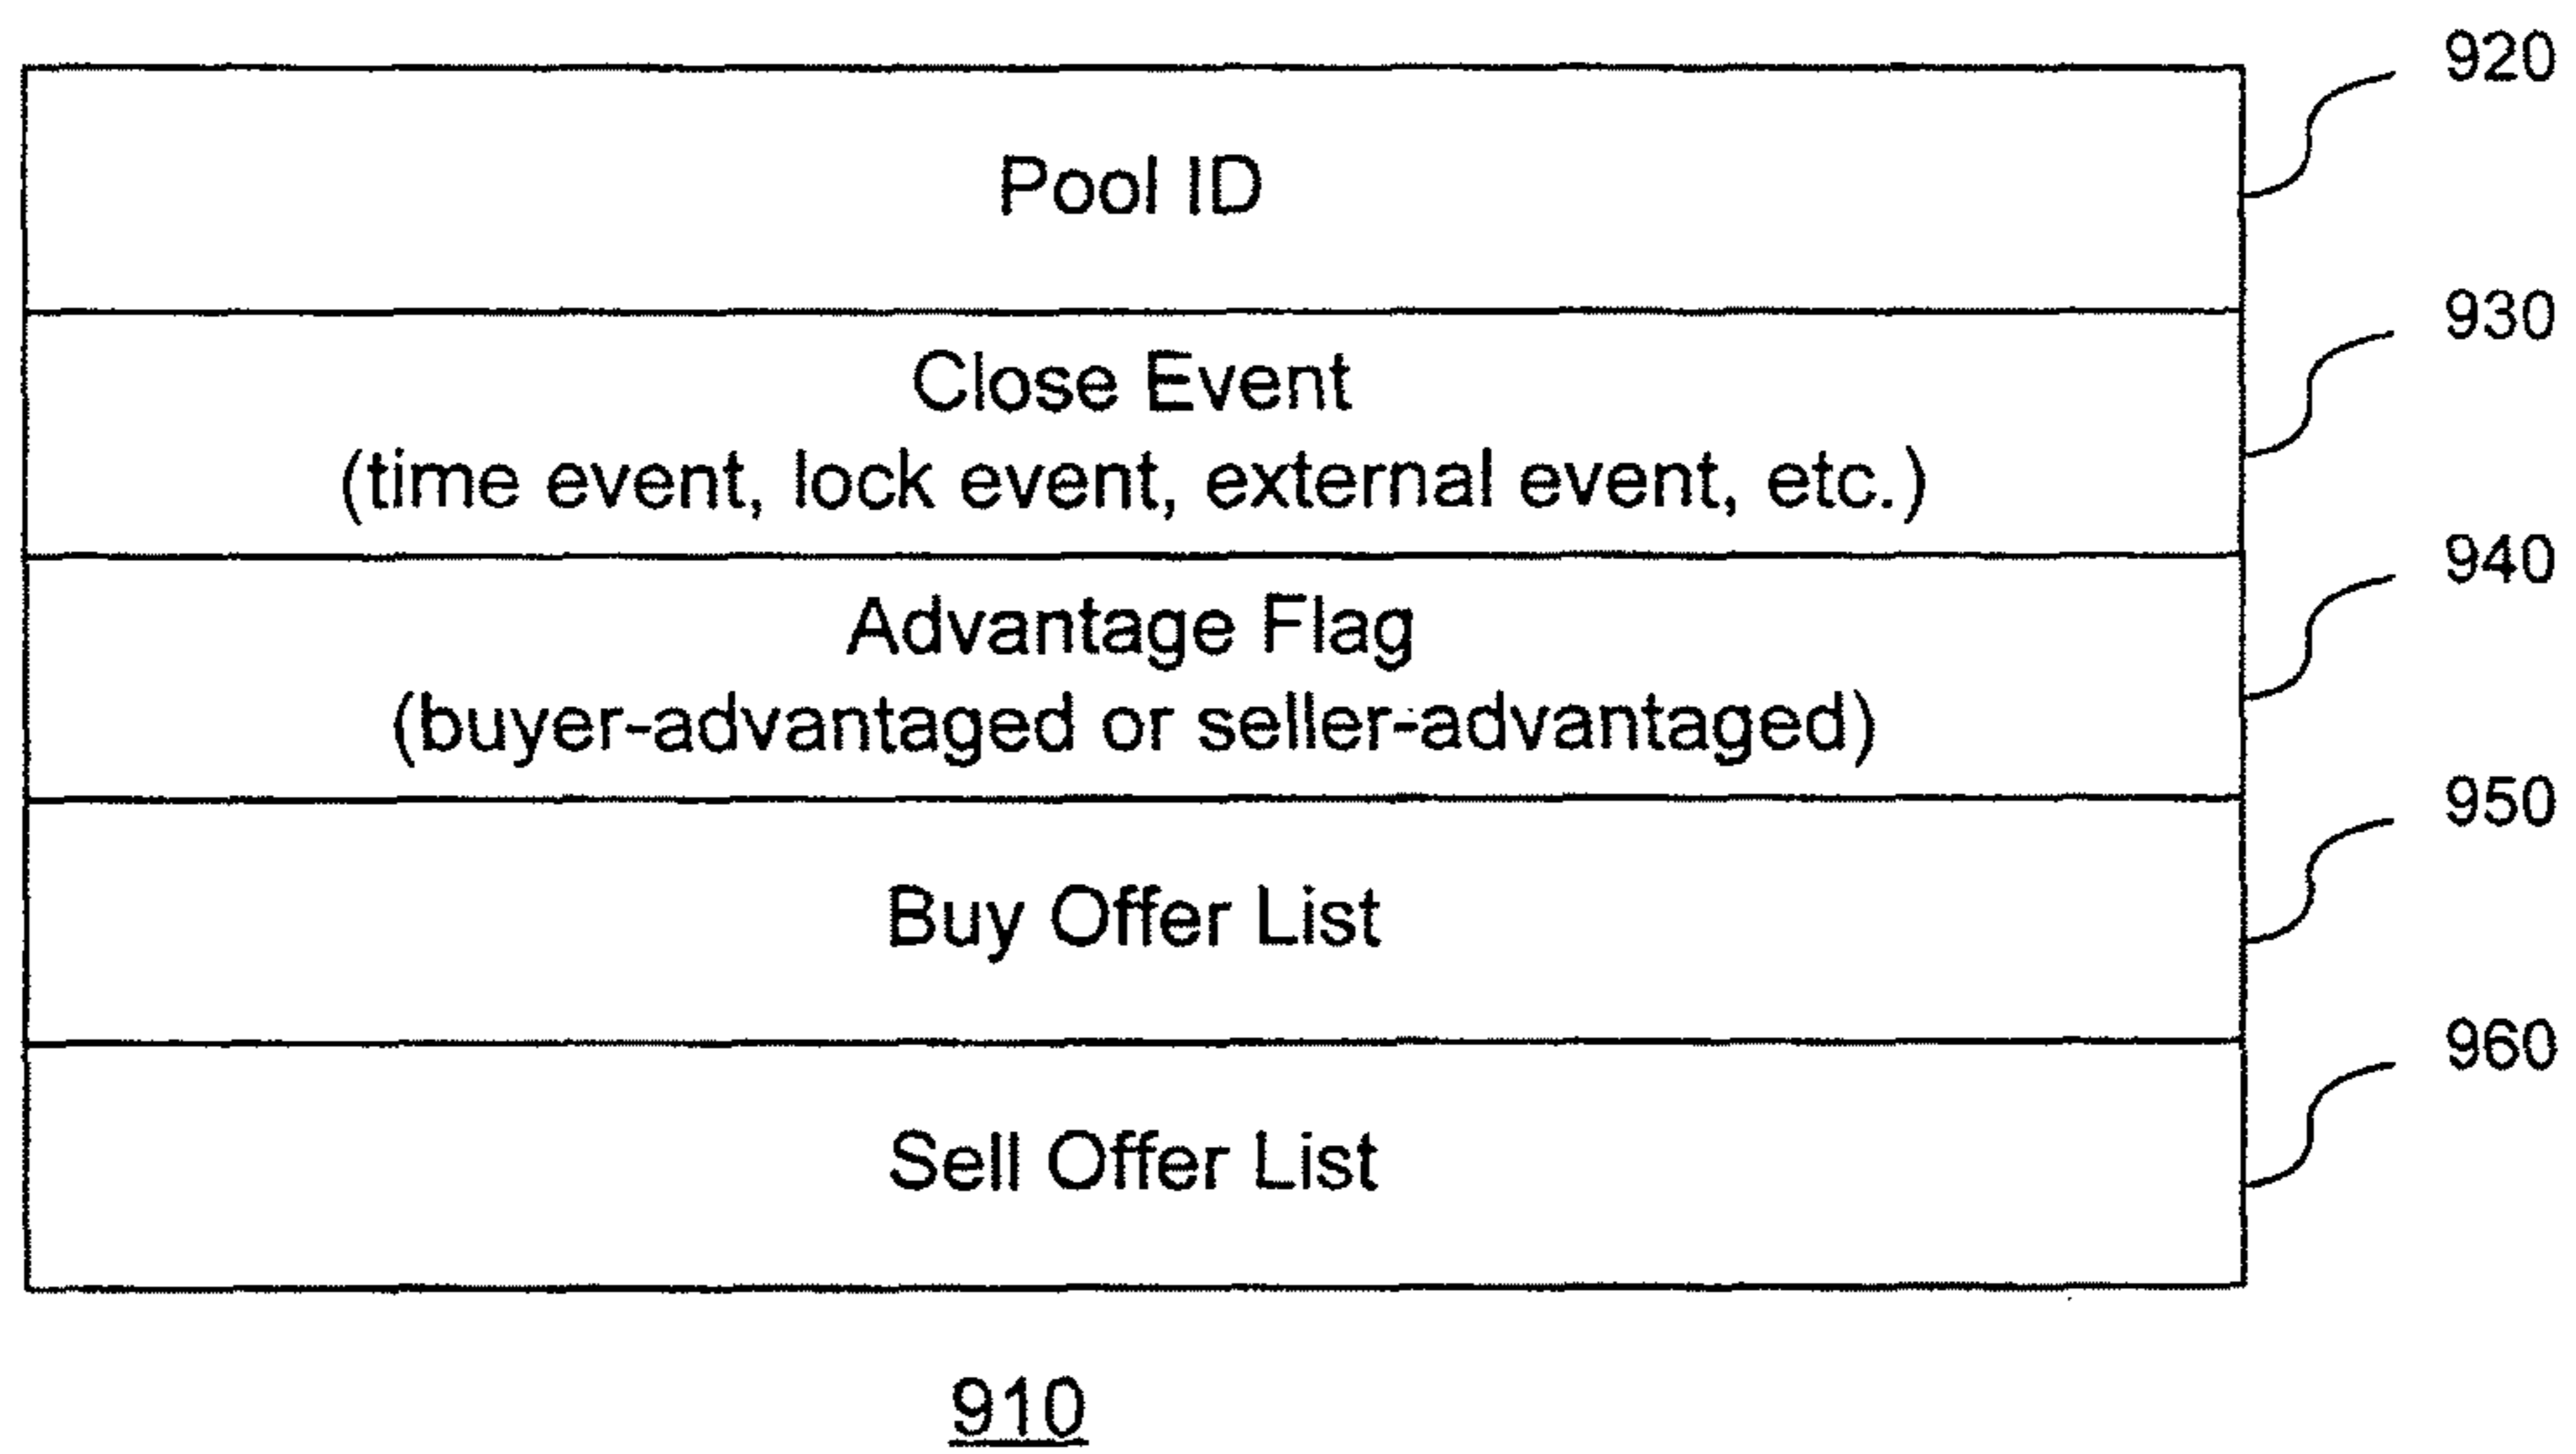 920
Pool ID
930
Close Event
(time event, lock event, external event, etc.)
940
Advantage Flag
(buyer-advantaged or seller-advantaged)
950
Buy Offer List
960
Sell Offer List
910